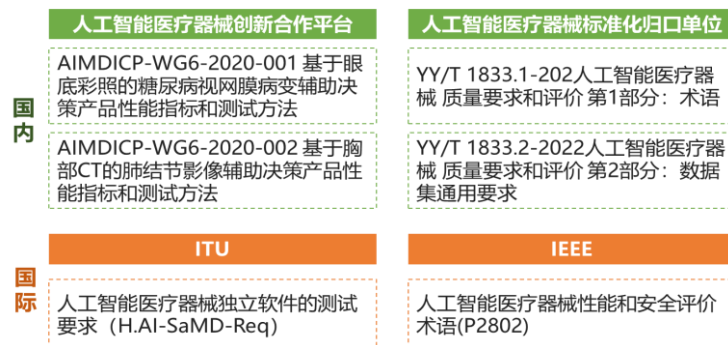 人工智能医疗器械创新合作平台
AIMDICP-WG6-2020-001 基于眼
底彩照的糖尿病视网膜病变辅助决
策产品性能指标和测试方法
AIMDICP-WG6-2020-002 基于胸
部CT的肺结节影像辅助决策产品性
能指标和测试方法
人工智能医疗器械标准化归口单位
YY/T 1833.1-202人工智能医疗器
械 质量要求和评价 第1部分：术语
YY/T 1833.2-2022人工智能医疗器
械 质量要求和评价 第2部分：数据
集通用要求
国
内
ITU
人工智能医疗器械独立软件的测试
要求（H.AI-SaMD-Req）
IEEE
人工智能医疗器械性能和安全评价
术语(P2802)
国
际